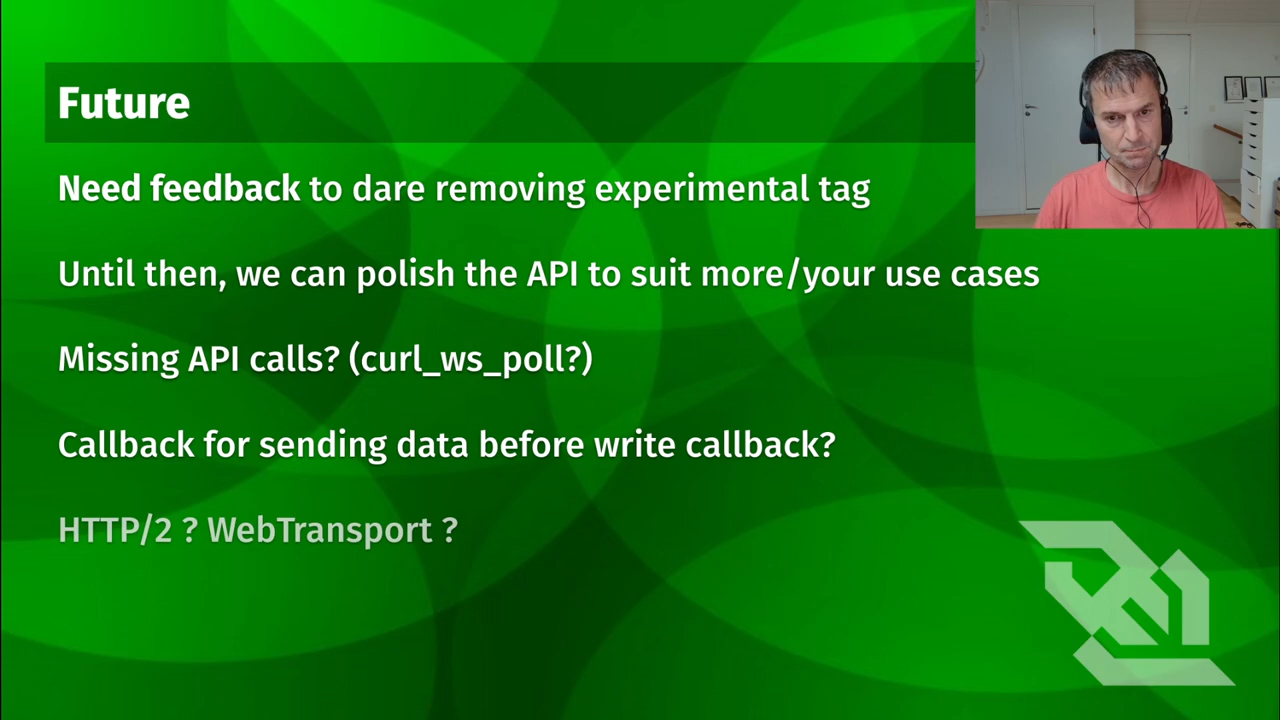 Future
Need feedback to dare removing experimental tag
Until then, we can polish the API to suit more/your use cases
Missing API calls? (curl_ws_poll?)
Callback for sending data before write callback?
HTTP/2 ? WebTransport ?